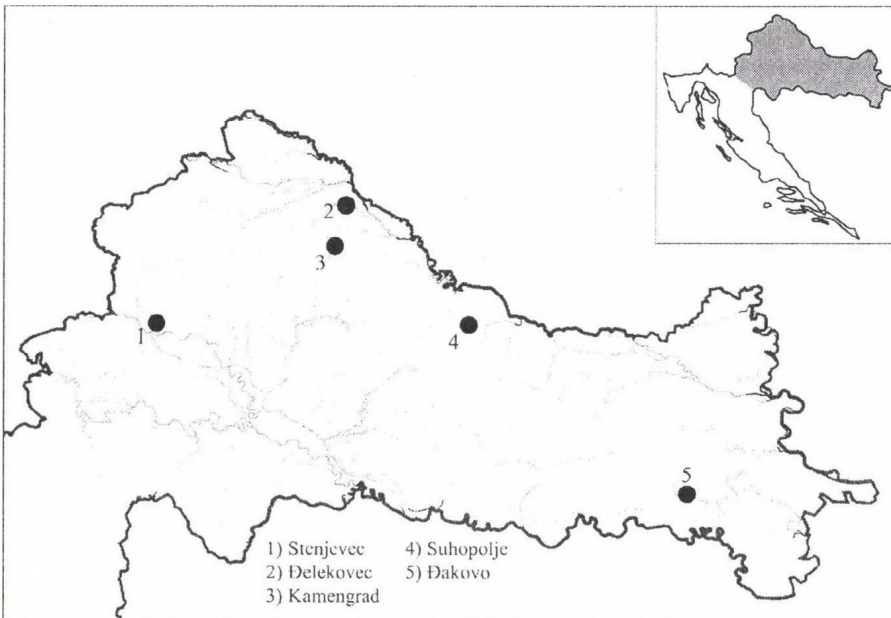 2
3
1
4
5
1) Stenjevec 4) Suhopolje
2) Đelekovec 5) Đakovo
3) Kamengrad